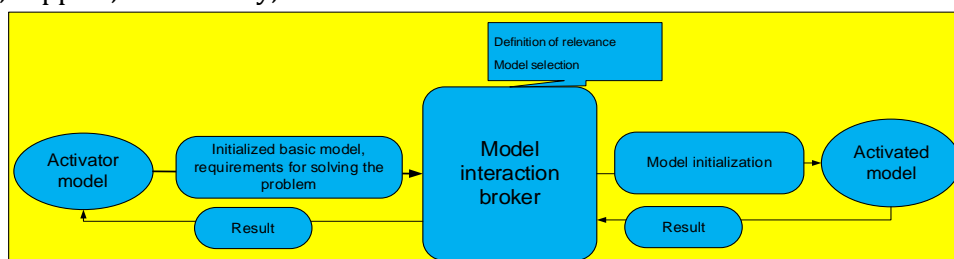 Definition of relevance
Model selection
Activator
model
Initialized basic model,
requirements for solving the
problem
Model
interaction
broker
Model initialization
Activated
model
Result
Result